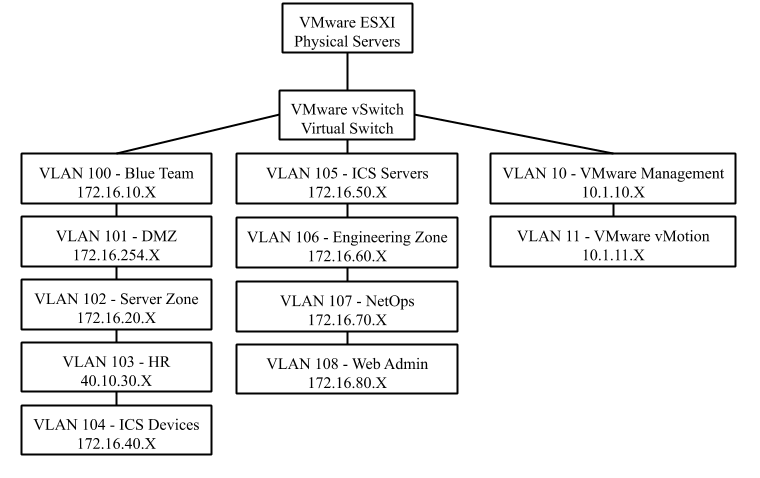 VMware ESXI
Physical Servers
VMware vSwitch
Virtual Switch
VLAN 100 - Blue Team
172.16.10.X
VLAN 101 - DMZ
172.16.254.X
VLAN 102 - Server Zone
172.16.20.X
VLAN 103 - HR
40.10.30.X
VLAN 104 - ICS Devices
172.16.40.X
VLAN 105 - ICS Servers
172.16.50.X
VLAN 106 - Engineering Zone
172.16.60.X
VLAN 107 - NetOps
172.16.70.X
VLAN 108 - Web Admin
172.16.80.X
VLAN 10 - VMware Management
10.1.10.X
VLAN 11 - VMware vMotion
10.1.11.X